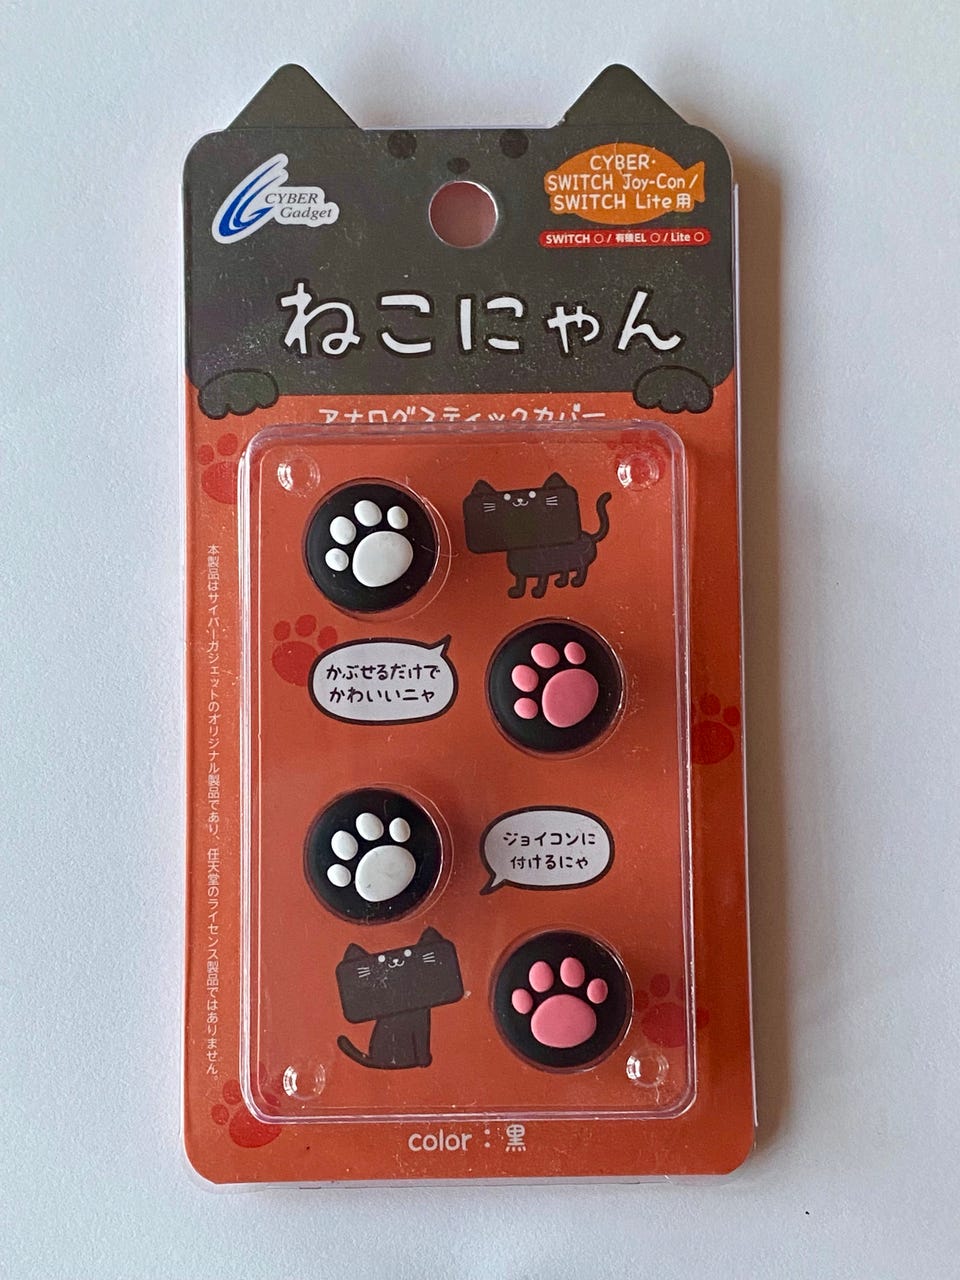 CYBER
Gadget
CYBER・
SWITCH Joy-Con /
SWITCH Lite用
SWITCH ○ / 有機EL ○ / Lite ○
ねこにゃん
アナログスティックカバー
かぶせるだけで
かわいいニャ
ジョイコンに
付けるにゃ
本製品はサイバーガジェットのオリジナル製品であり、任天堂のライセンス製品ではありません。
color：黒